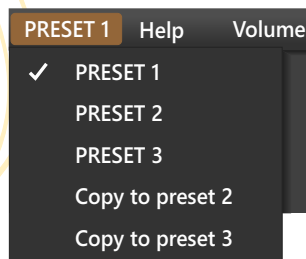 PRESET 1 Help Volume
PRESET 1
PRESET 2
PRESET 3
Copy to preset 2
Copy to preset 3